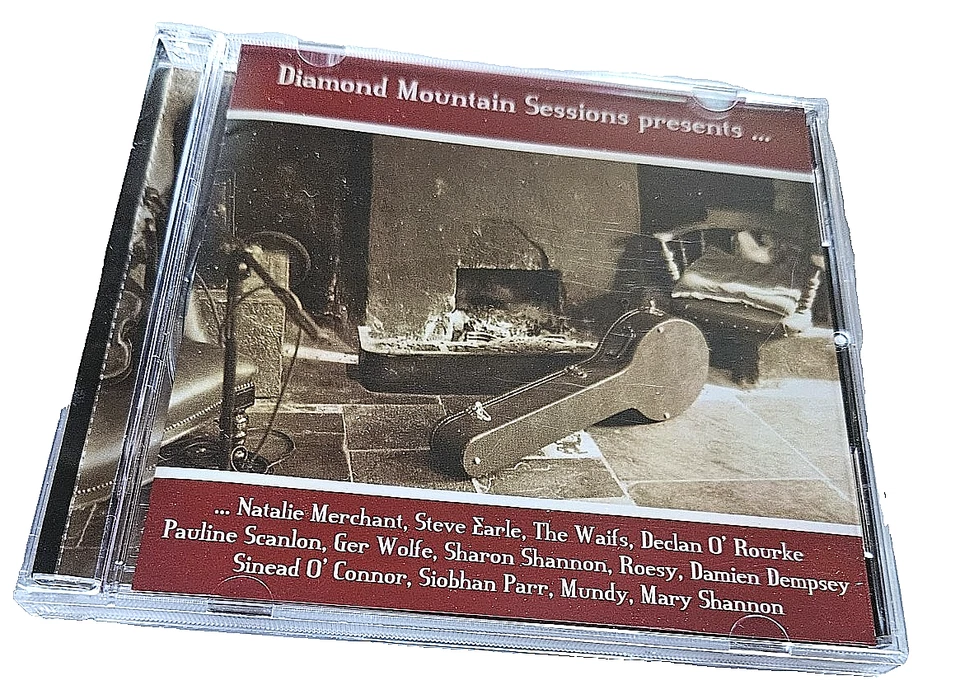 Diamond Mountain Sessions presents ...
... Natalie Merchant, Steve Earle, The Waifs, Declan O' Rourke
Pauline Scanlon, Ger Wolfe, Sharon Shannon, Roesy, Damien Dempsey
Sinead O' Connor, Siobhan Parr, Mundy, Mary Shannon